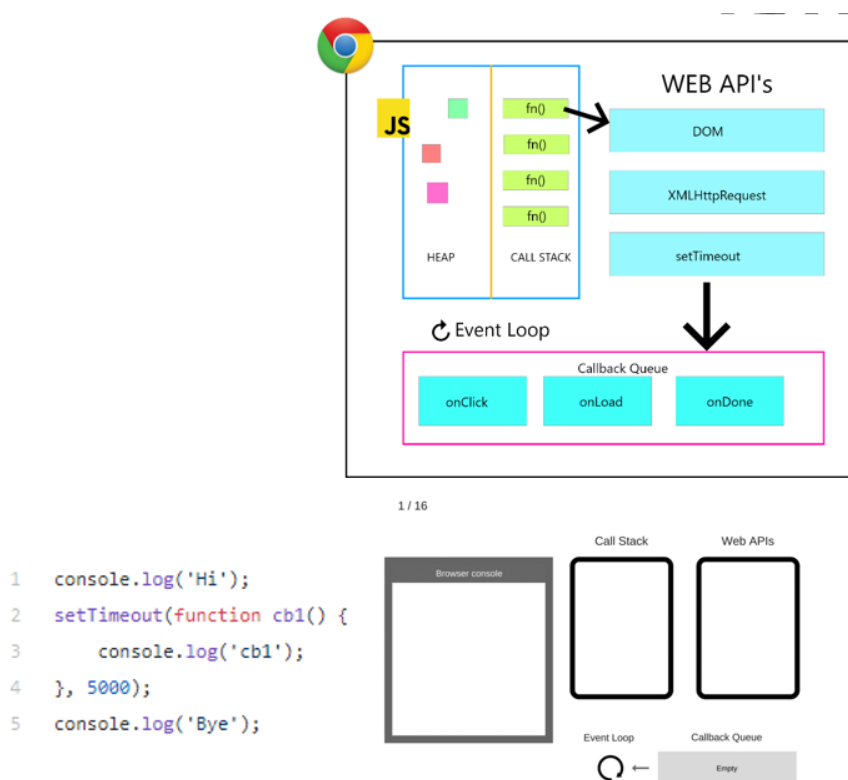 WEB API's
JS
fn()
DOM
fn()
fn()
XMLHttpRequest
fn()
HEAP
CALL STACK
setTimeout
Event Loop
Callback Queue
onClick
onLoad
onDone
1 / 16
Call Stack
Web APIs
Browser console
1 console.log('Hi');
2 setTimeout(function cb1() {
3     console.log('cb1');
4 }, 5000);
5 console.log('Bye');
Event Loop
Callback Queue
Empty